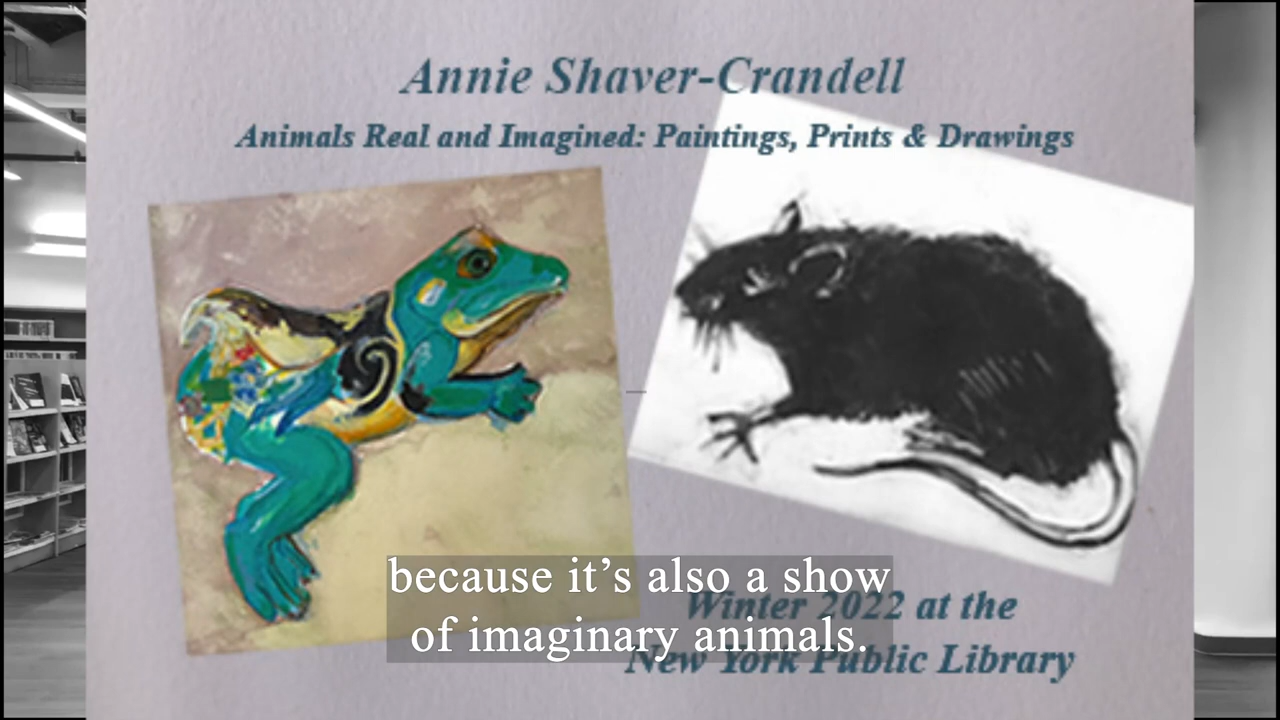 Annie Shaver-Crandell
Animals Real and Imagined: Paintings, Prints & Drawings
because it’s also a show
of imaginary animals.
Winter 2022 at the
New York Public Library